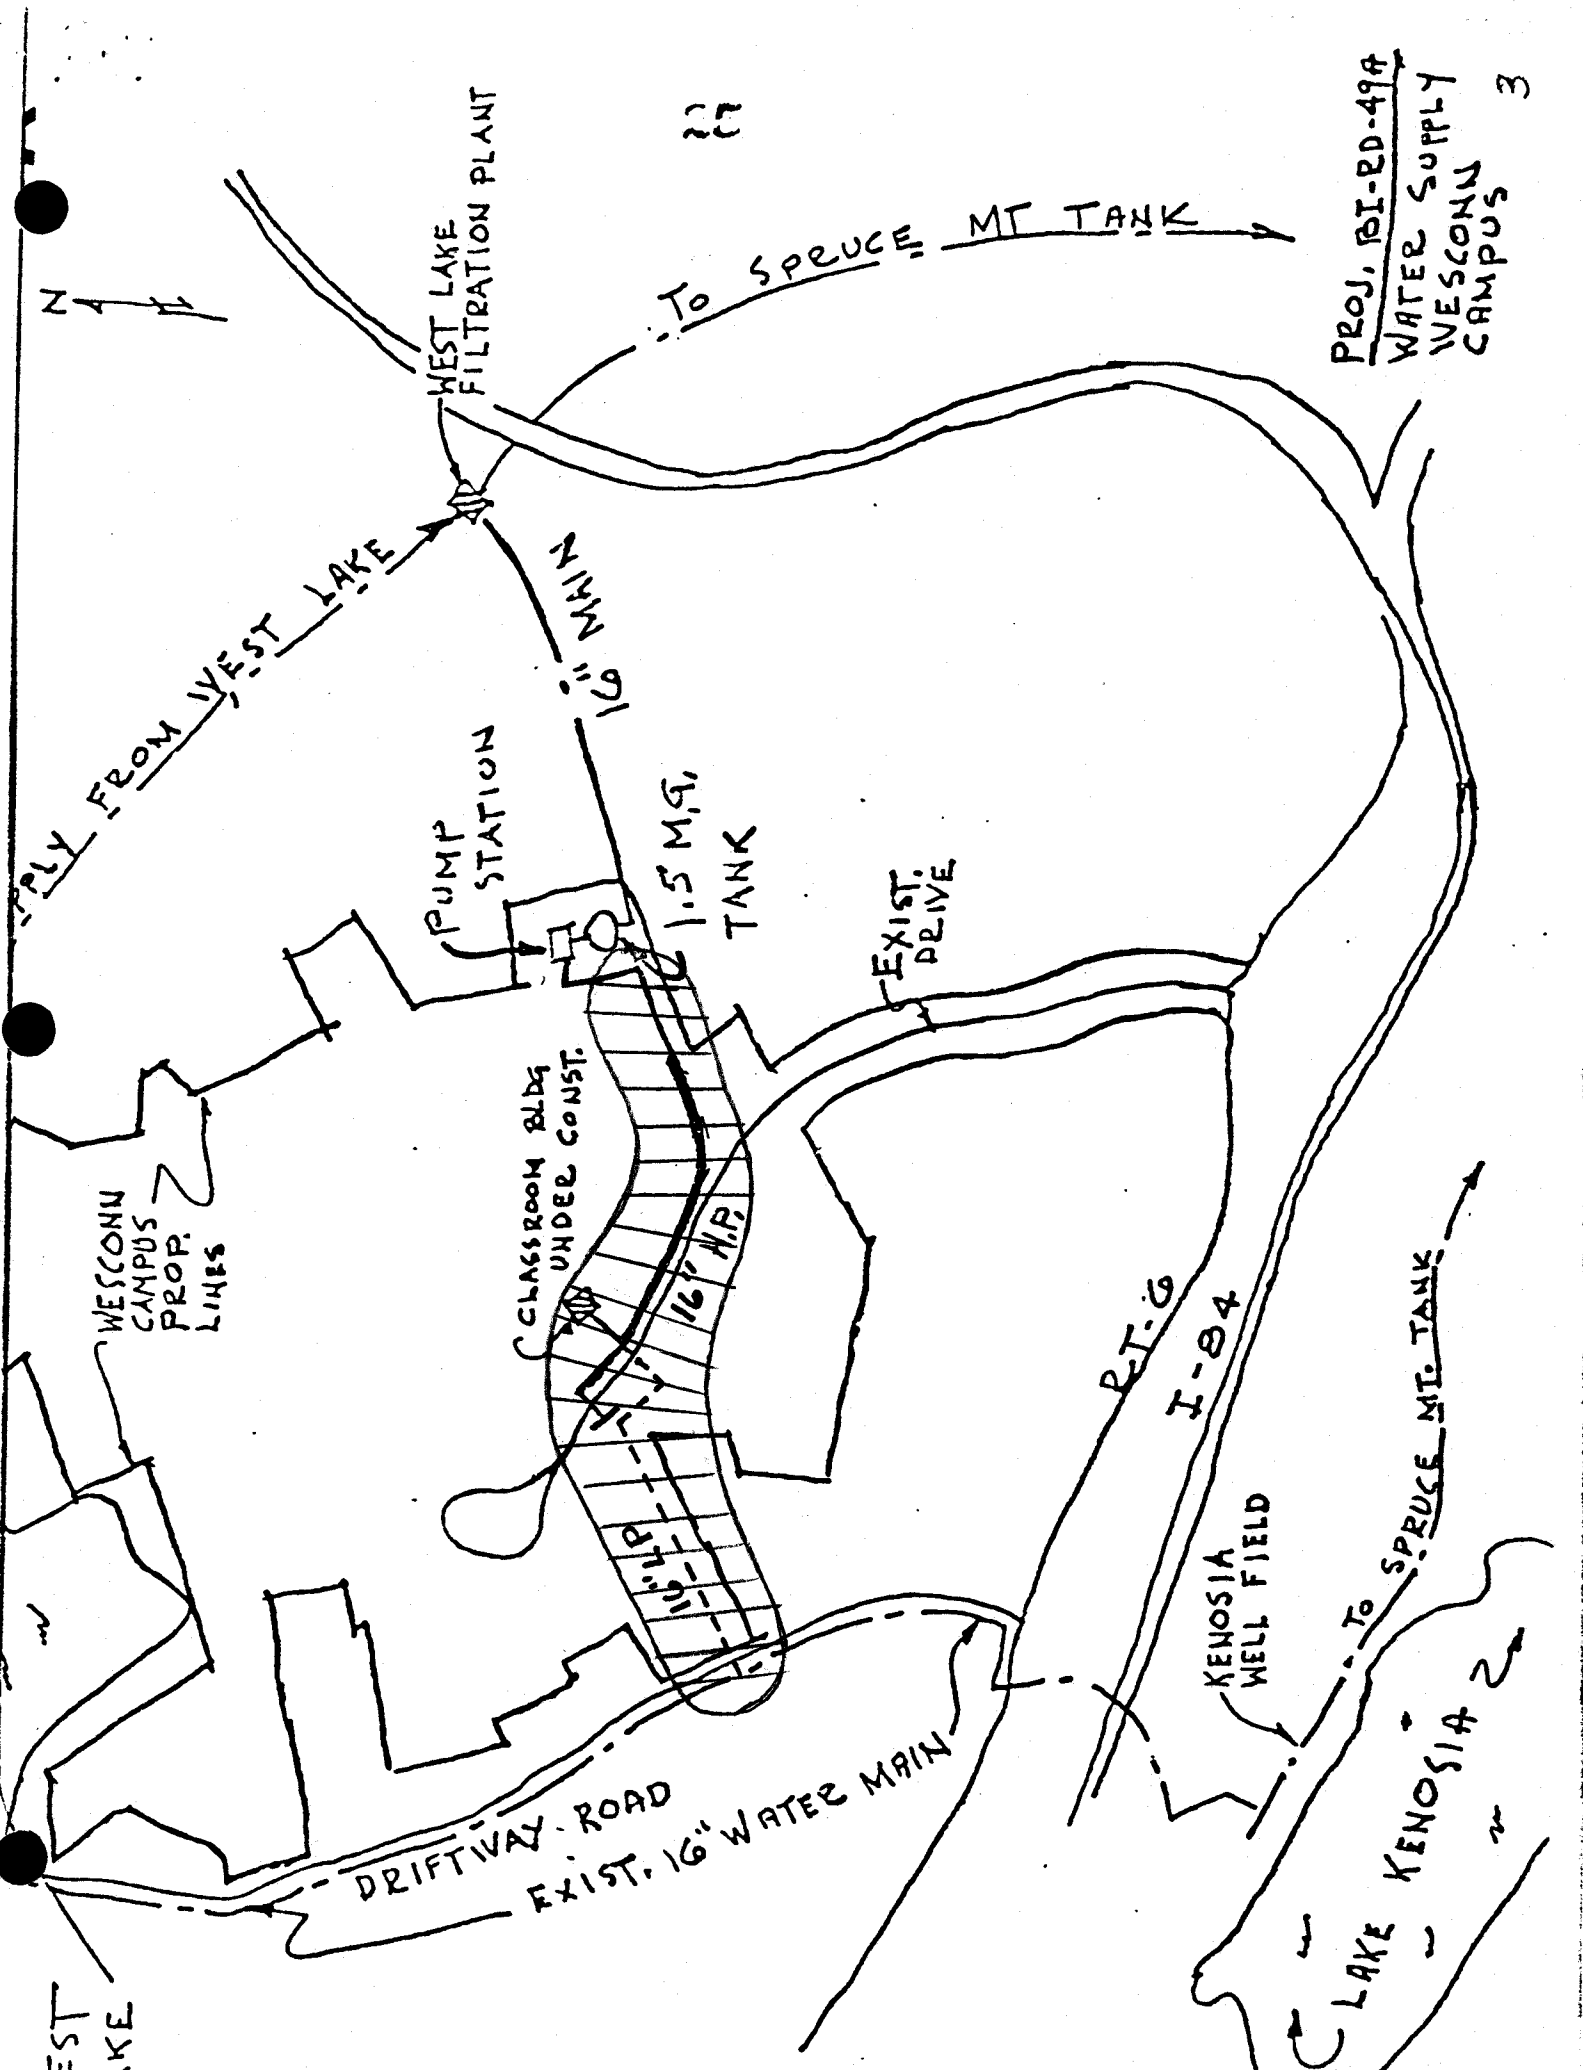 N
WEST LAKE
FILTRATION PLANT
PPLY FROM WEST LAKE
TO SPRUCE MT TANK
16" MAIN
PUMP
STATION
1.5 M.G.
TANK
EXIST.
DRIVE
CLASSROOM BLDG
UNDER CONST.
WESCONN
CAMPUS
PROP.
LINES
16" H.P.
16" LP
RT-6
I-84
DRIFTWAY ROAD
EXIST. 16" WATER MAIN
KENOSIA
WELL FIELD
TO SPRUCE MT. TANK
LAKE KENOSIA
EST
AKE
PROJ. BI-RD-49A
WATER SUPPLY
WESCONN
CAMPUS
3